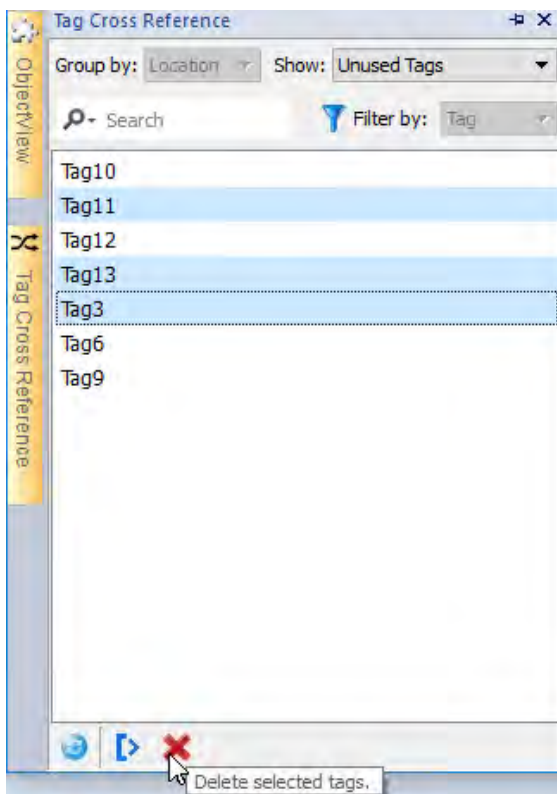 Tag Cross Reference
ObjectView
Group by: Location Show: Unused Tags
Search Filter by: Tag
Tag10
Tag11
Tag12
Tag13
Tag3
Tag6
Tag9
Tag Cross Reference
Delete selected tags.